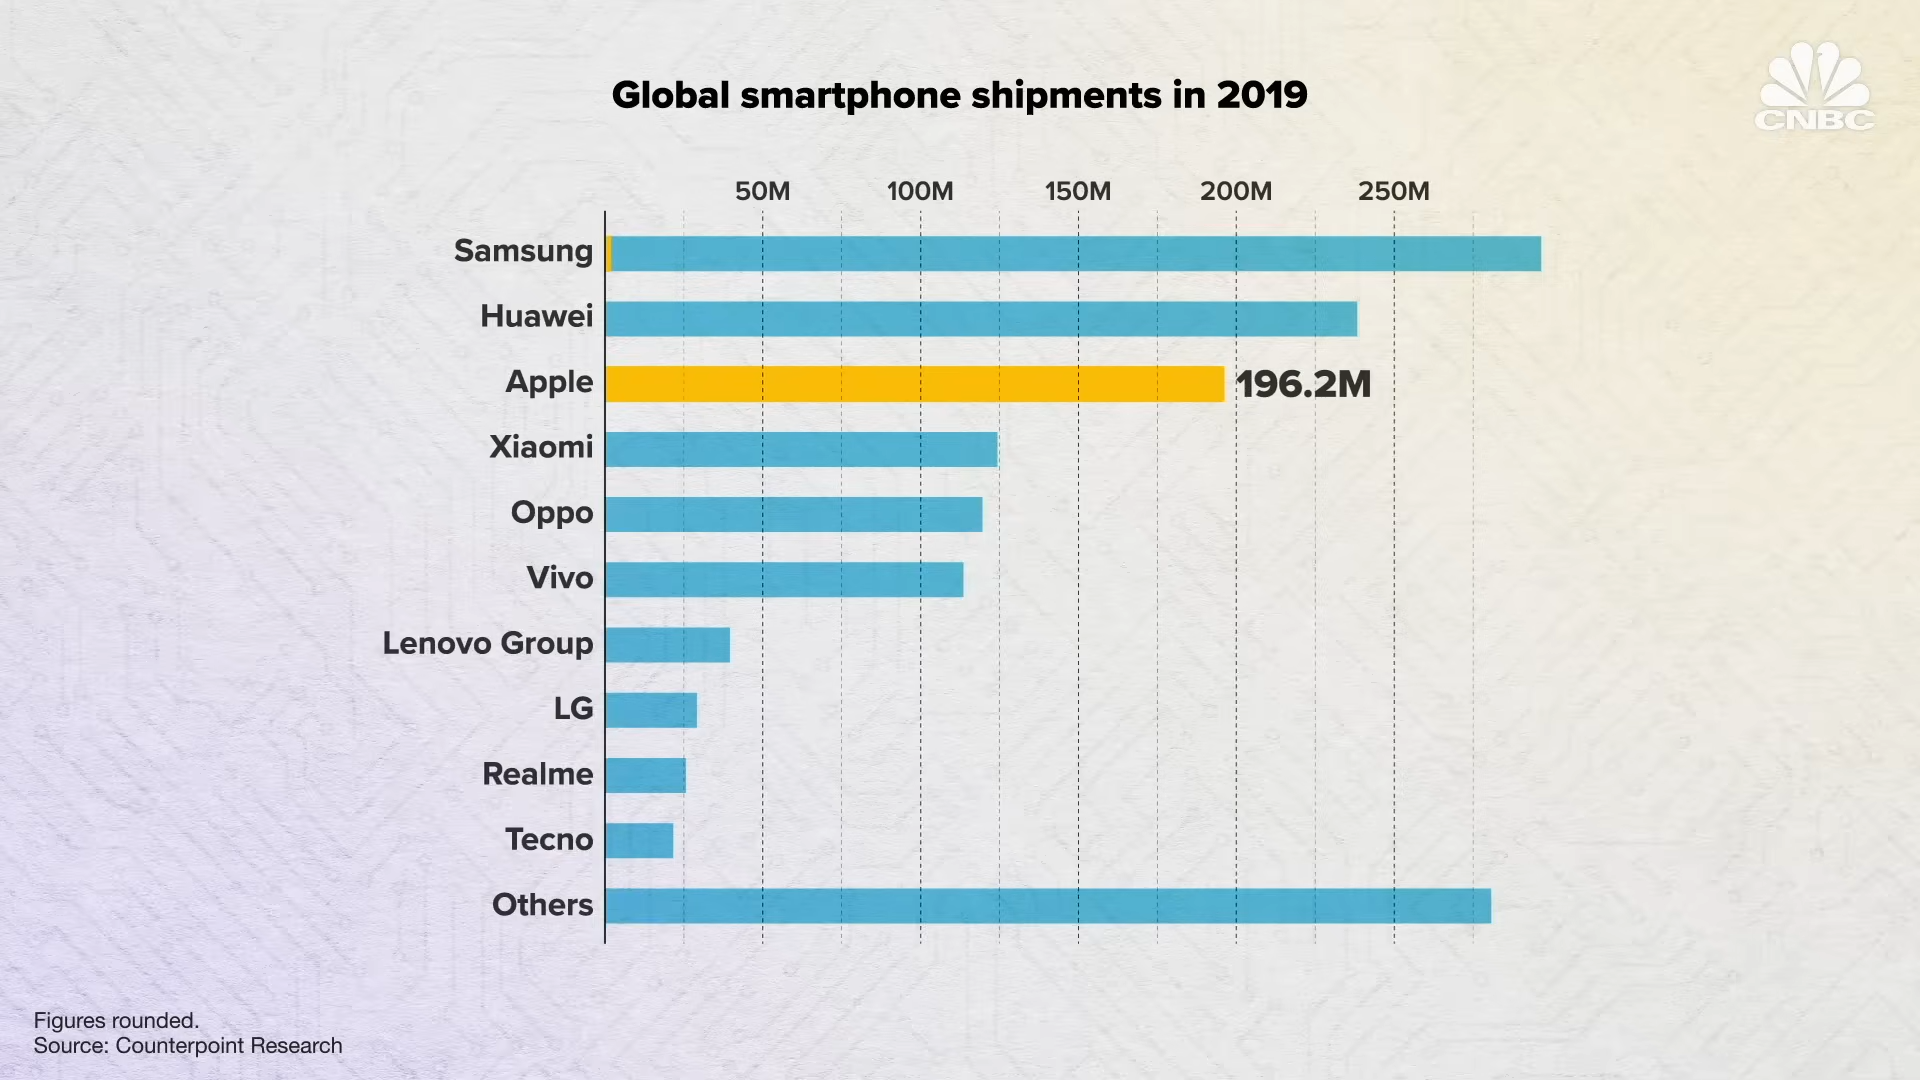 Global smartphone shipments in 2019
CNBC
50M 100M 150M 200M 250M
Samsung
Huawei
Apple 196.2M
Xiaomi
Oppo
Vivo
Lenovo Group
LG
Realme
Tecno
Others
Figures rounded.
Source: Counterpoint Research